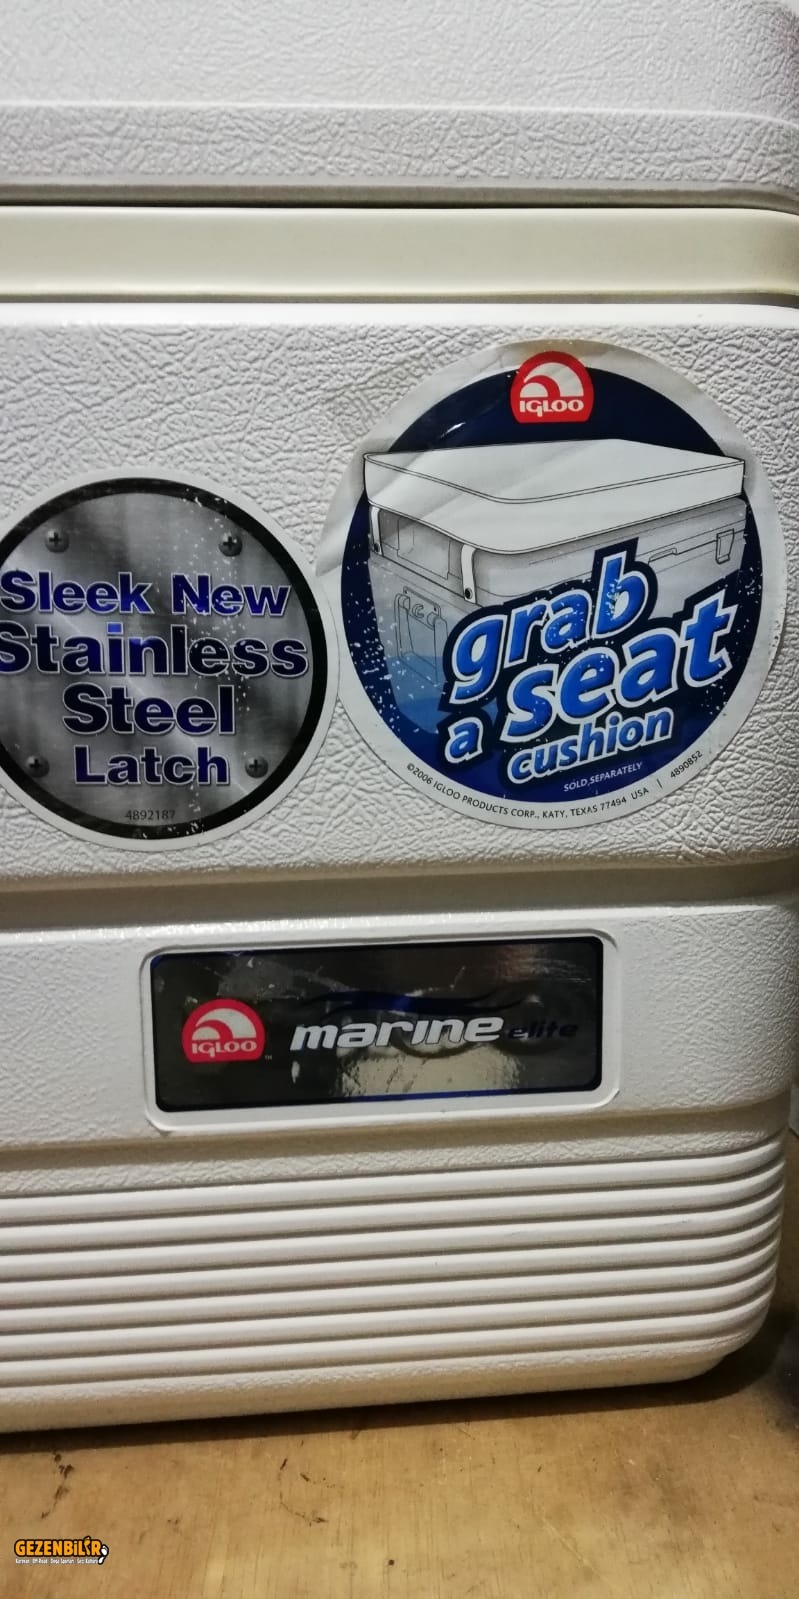 IGLOO
grab
a seat
cushion
SOLD SEPARATELY
©2006 IGLOO PRODUCTS CORP., KATY, TEXAS 77494 USA | 4890852
Sleek New
Stainless
Steel
Latch
4892187
IGLOO™ marine elite
GEZENBİLİR